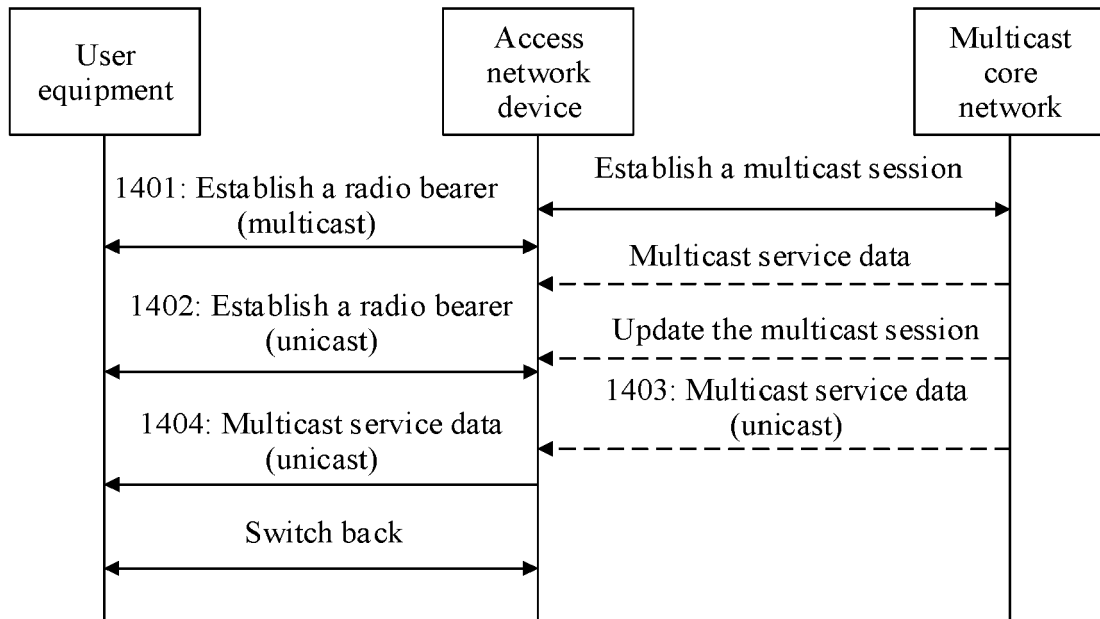 User
equipment
Access
network
device
Multicast
core
network
Establish a multicast session
1401: Establish a radio bearer
(multicast)
Multicast service data
1402: Establish a radio bearer
(unicast)
Update the multicast session
1403: Multicast service data
(unicast)
1404: Multicast service data
(unicast)
Switch back